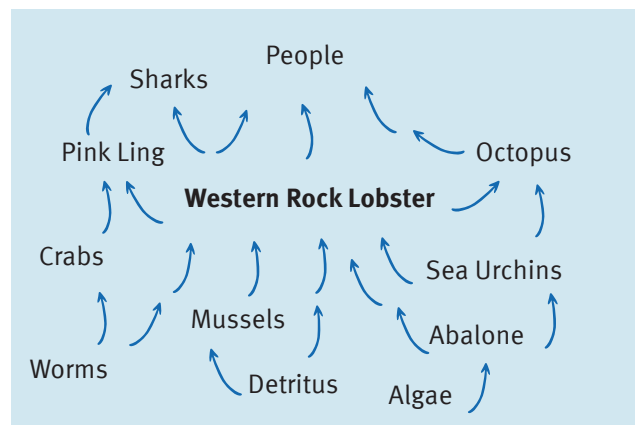 People
Sharks
Pink Ling
Octopus
Western Rock Lobster
Crabs
Sea Urchins
Mussels
Abalone
Worms
Detritus
Algae